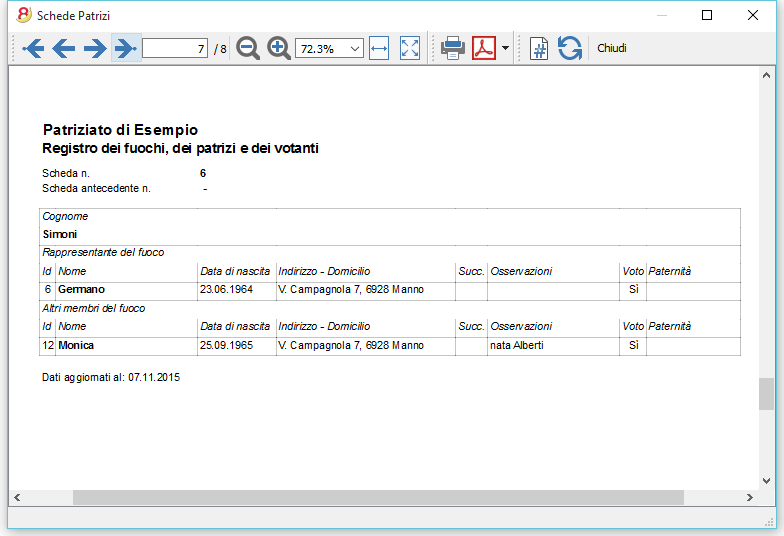 Schede Patrizi
7 / 8 72.3% # Chiudi
Patriziato di Esempio
Registro dei fuochi, dei patrizi e dei votanti
Scheda n. 6
Scheda antecedente n. -
Cognome
Simoni
Rappresentante del fuoco
Id Nome Data di nascita Indirizzo - Domicilio Succ. Osservazioni Voto Paternità
6 Germano 23.06.1964 V. Campagnola 7, 6928 Manno Sì
Altri membri del fuoco
Id Nome Data di nascita Indirizzo - Domicilio Succ. Osservazioni Voto Paternità
12 Monica 25.09.1965 V. Campagnola 7, 6928 Manno nata Alberti Sì
Dati aggiornati al: 07.11.2015